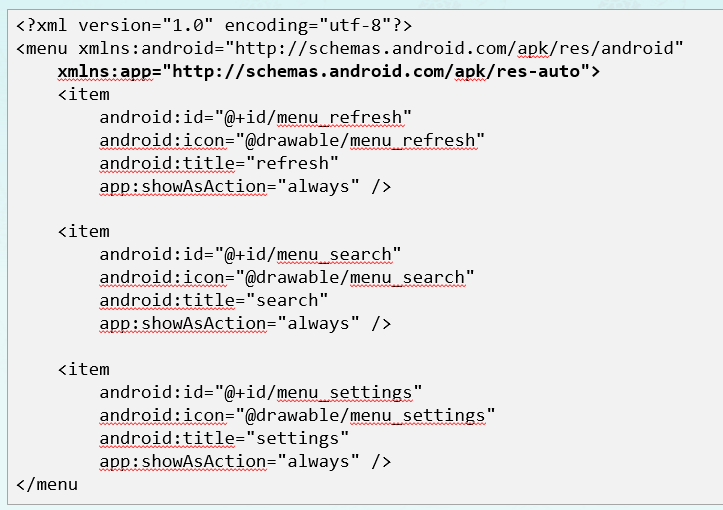 <?xml version="1.0" encoding="utf-8"?>
<menu xmlns:android="http://schemas.android.com/apk/res/android"
    xmlns:app="http://schemas.android.com/apk/res-auto">
    <item
        android:id="@+id/menu_refresh"
        android:icon="@drawable/menu_refresh"
        android:title="refresh"
        app:showAsAction="always" />

    <item
        android:id="@+id/menu_search"
        android:icon="@drawable/menu_search"
        android:title="search"
        app:showAsAction="always" />

    <item
        android:id="@+id/menu_settings"
        android:icon="@drawable/menu_settings"
        android:title="settings"
        app:showAsAction="always" />
</menu